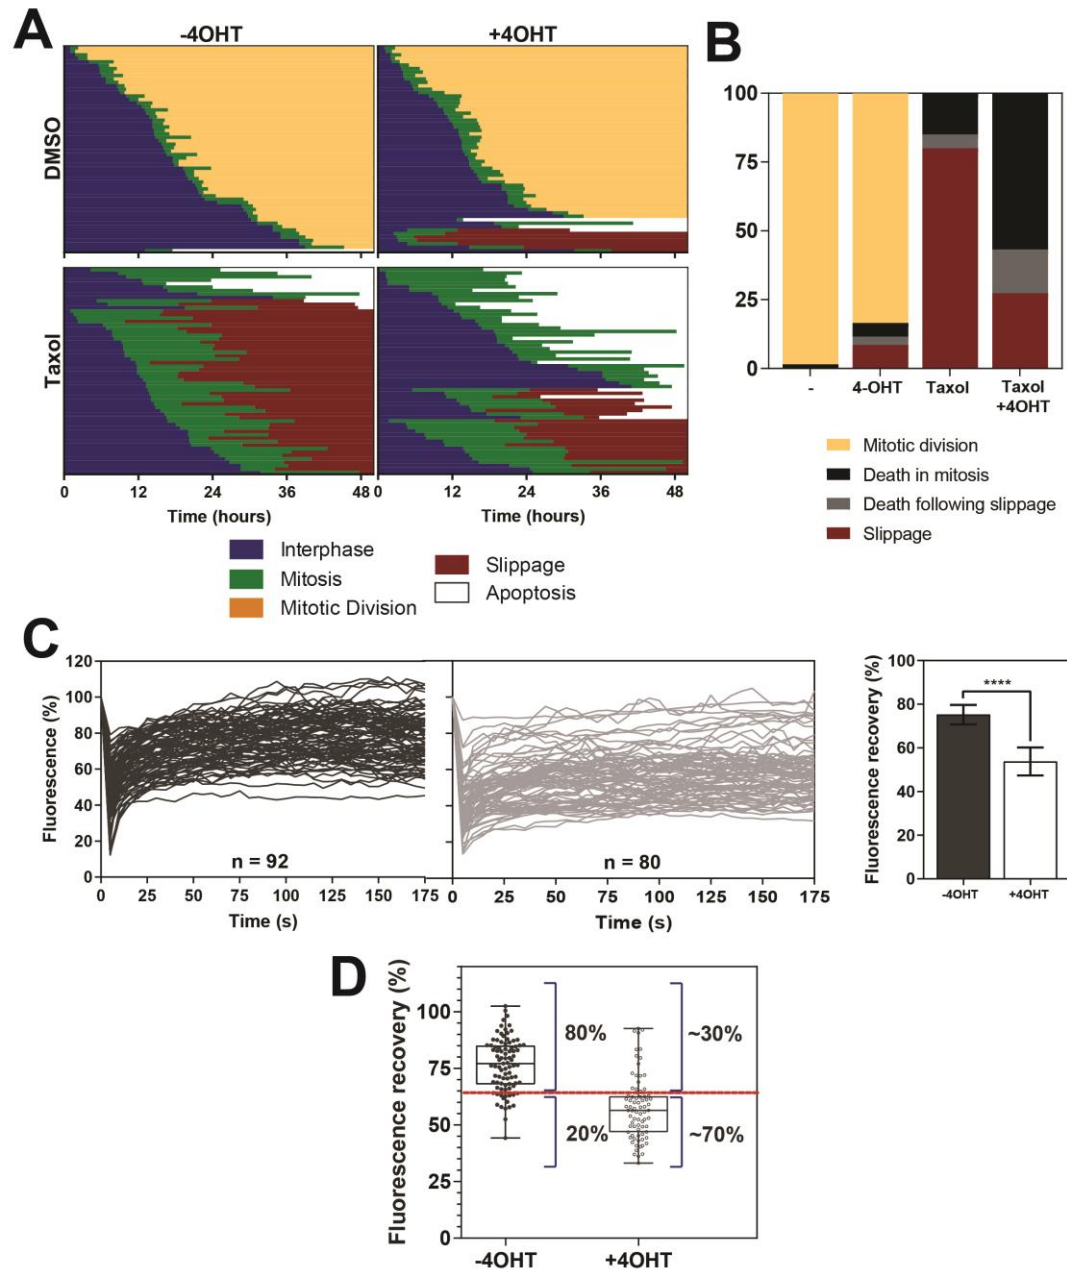 A
-4OHT
+4OHT
DMSO
Taxol
0
12
24
36
48
0
12
24
36
48
Time (hours)
Time (hours)
Interphase
Mitosis
Mitotic Division
Slippage
Apoptosis
B
100
75
50
25
0
-
4-OHT
Taxol
Taxol
+4OHT
Mitotic division
Death in mitosis
Death following slippage
Slippage
C
Fluorescence (%)
120
100
80
60
40
20
0
n = 92
n = 80
0
25
50
75
100
125
150
175
0
25
50
75
100
125
150
175
Time (s)
Time (s)
Fluorescence recovery (%)
100
80
60
40
20
0
****
-4OHT
+4OHT
D
Fluorescence recovery (%)
100
75
50
25
0
80%
~30%
20%
~70%
-4OHT
+4OHT